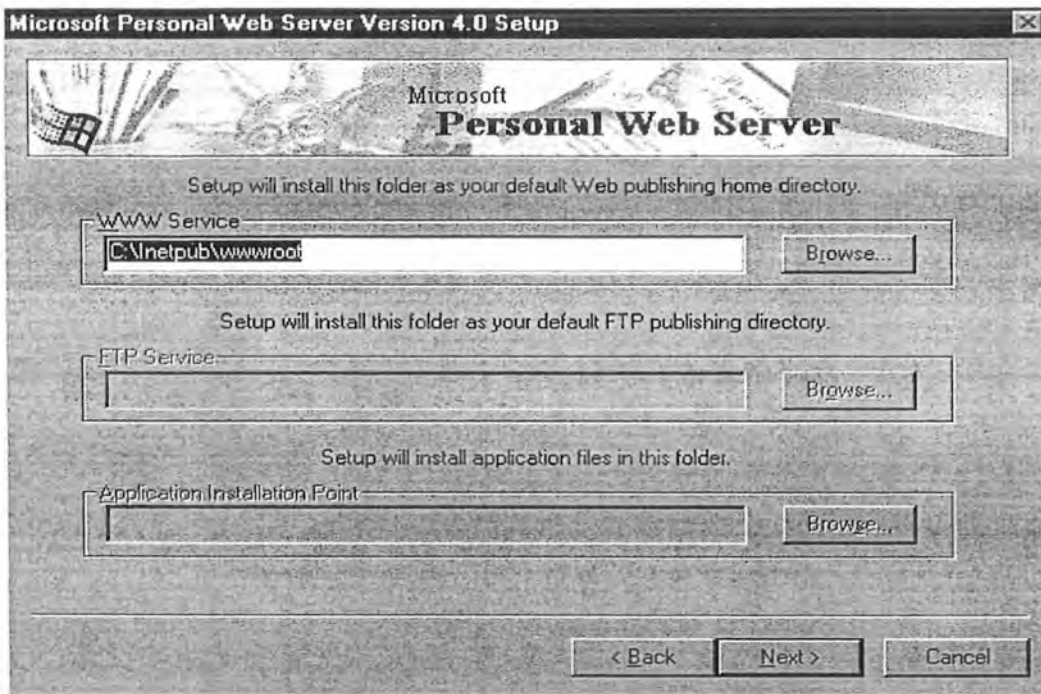 Microsoft Personal Web Server Version 4.0 Setup
Microsoft
Personal Web Server
Setup will install this folder as your default Web publishing home directory.
WWW Service
C:\Inetpub\wwwroot
Browse...
Setup will install this folder as your default FTP publishing directory.
FTP Service
Browse...
Setup will install application files in this folder.
Application Installation Point
Browse...
< Back
Next >
Cancel